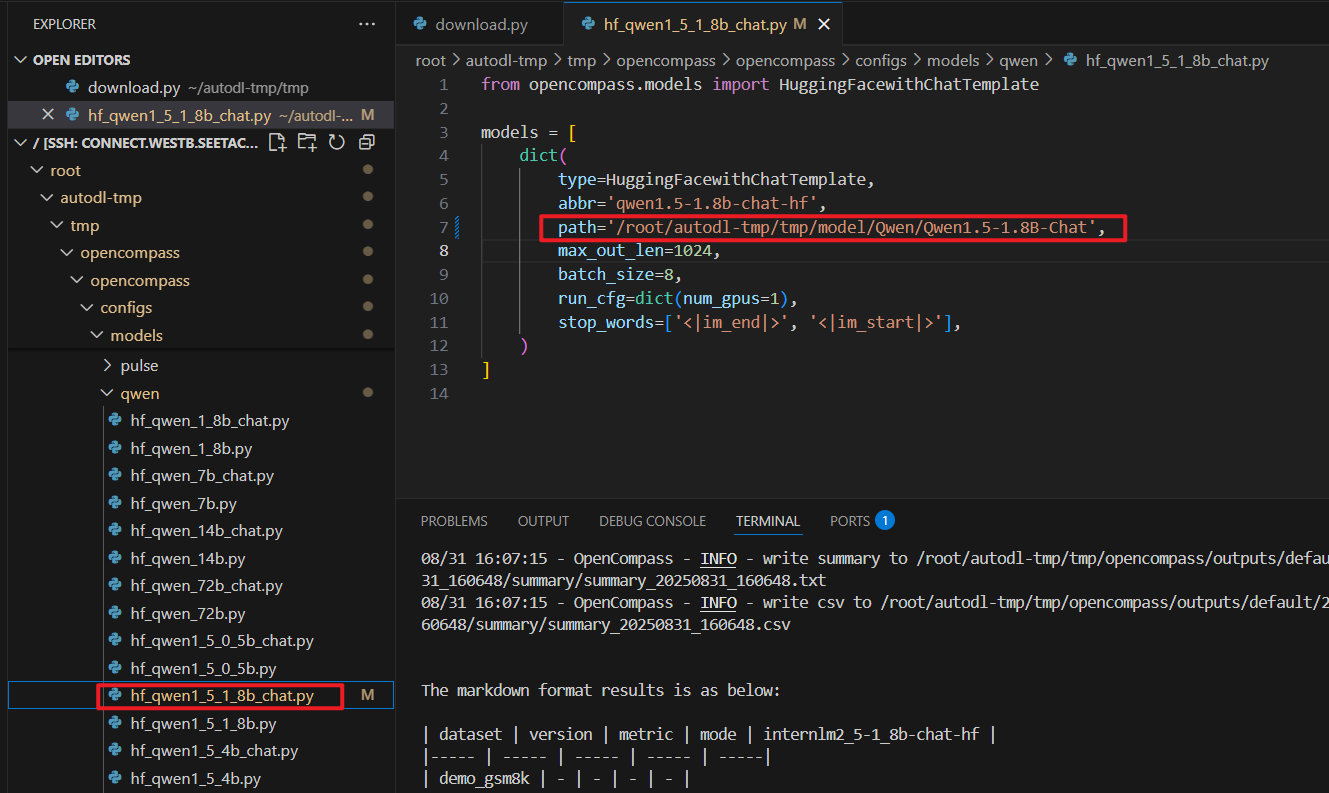 EXPLORER
···
OPEN EDITORS
download.py ~/autodl-tmp/tmp
hf_qwen1_5_1_8b_chat.py ~/autodl-... M
/ [SSH: CONNECT.WESTB.SEETAC...
root
autodl-tmp
tmp
opencompass
opencompass
configs
models
pulse
qwen
hf_qwen_1_8b_chat.py
hf_qwen_1_8b.py
hf_qwen_7b_chat.py
hf_qwen_7b.py
hf_qwen_14b_chat.py
hf_qwen_14b.py
hf_qwen_72b_chat.py
hf_qwen_72b.py
hf_qwen1_5_0_5b_chat.py
hf_qwen1_5_0_5b.py
hf_qwen1_5_1_8b_chat.py M
hf_qwen1_5_1_8b.py
hf_qwen1_5_4b_chat.py
hf_qwen1_5_4b.py
download.py
hf_qwen1_5_1_8b_chat.py M
root > autodl-tmp > tmp > opencompass > opencompass > configs > models > qwen > hf_qwen1_5_1_8b_chat.py
1 from opencompass.models import HuggingFacewithChatTemplate
2
3 models = [
4 dict(
5 type=HuggingFacewithChatTemplate,
6 abbr='qwen1.5-1.8b-chat-hf',
7 path='/root/autodl-tmp/tmp/model/Qwen/Qwen1.5-1.8B-Chat',
8 max_out_len=1024,
9 batch_size=8,
10 run_cfg=dict(num_gpus=1),
11 stop_words=['<|im_end|>', '<|im_start|>'],
12 )
13 ]
14
PROBLEMS OUTPUT DEBUG CONSOLE TERMINAL PORTS 1
08/31 16:07:15 - OpenCompass - INFO - write summary to /root/autodl-tmp/tmp/opencompass/outputs/defau
31_160648/summary/summary_20250831_160648.txt
08/31 16:07:15 - OpenCompass - INFO - write csv to /root/autodl-tmp/tmp/opencompass/outputs/default/2
60648/summary/summary_20250831_160648.csv
The markdown format results is as below:
| dataset | version | metric | mode | internlm2_5-1_8b-chat-hf |
|----- | ----- | ----- | ----- | -----|
| demo_gsm8k | - | - | - | - |